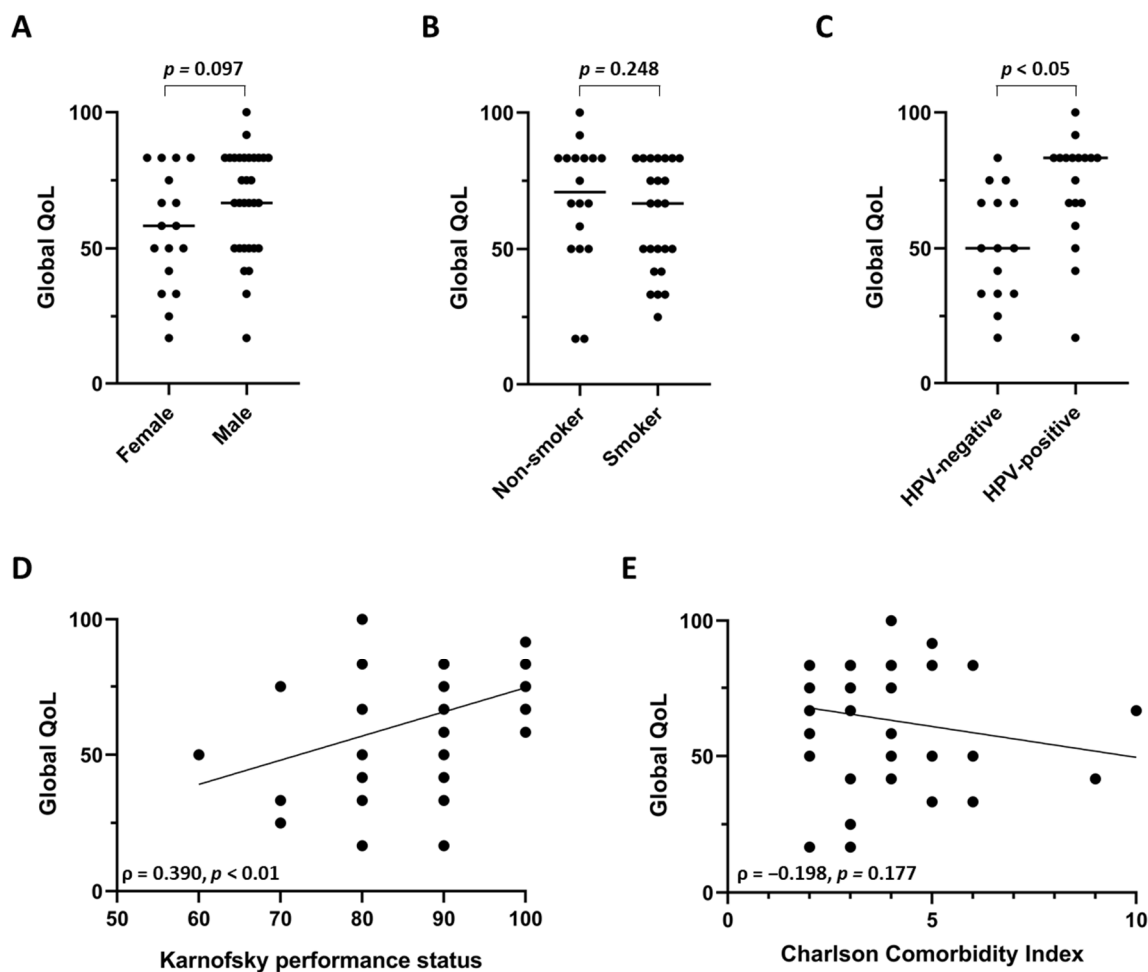 A
B
C
p = 0.097
p = 0.248
p < 0.05
100
50
0
Global QoL
Female
Male
100
50
0
Global QoL
Non-smoker
Smoker
100
50
0
Global QoL
HPV-negative
HPV-positive
D
E
100
50
0
Global QoL
ρ = 0.390, p < 0.01
50
60
70
80
90
100
Karnofsky performance status
100
50
0
Global QoL
ρ = −0.198, p = 0.177
0
5
10
Charlson Comorbidity Index